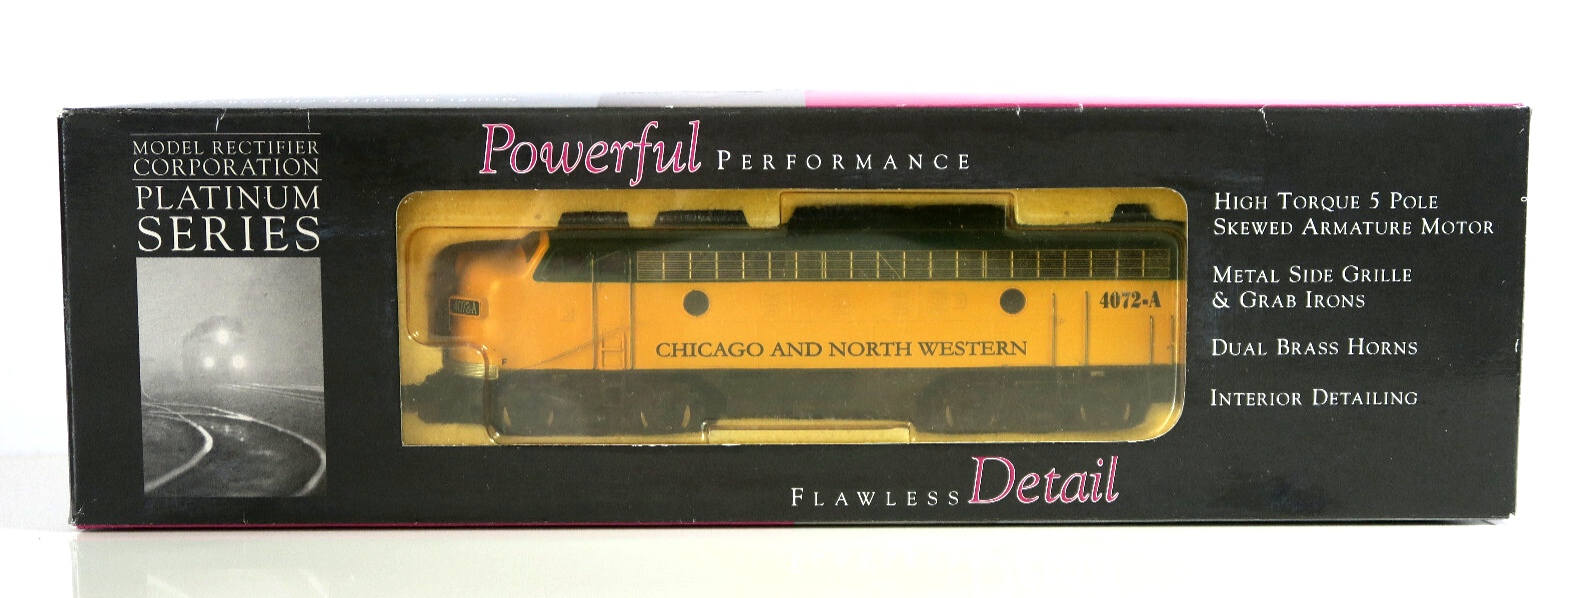 MODEL RECTIFIER
CORPORATION
PLATINUM
SERIES
Powerful PERFORMANCE
4072-A
4072-A
CHICAGO AND NORTH WESTERN
F
FLAWLESS Detail
HIGH TORQUE 5 POLE
SKEWED ARMATURE MOTOR
METAL SIDE GRILLE
& GRAB IRONS
DUAL BRASS HORNS
INTERIOR DETAILING